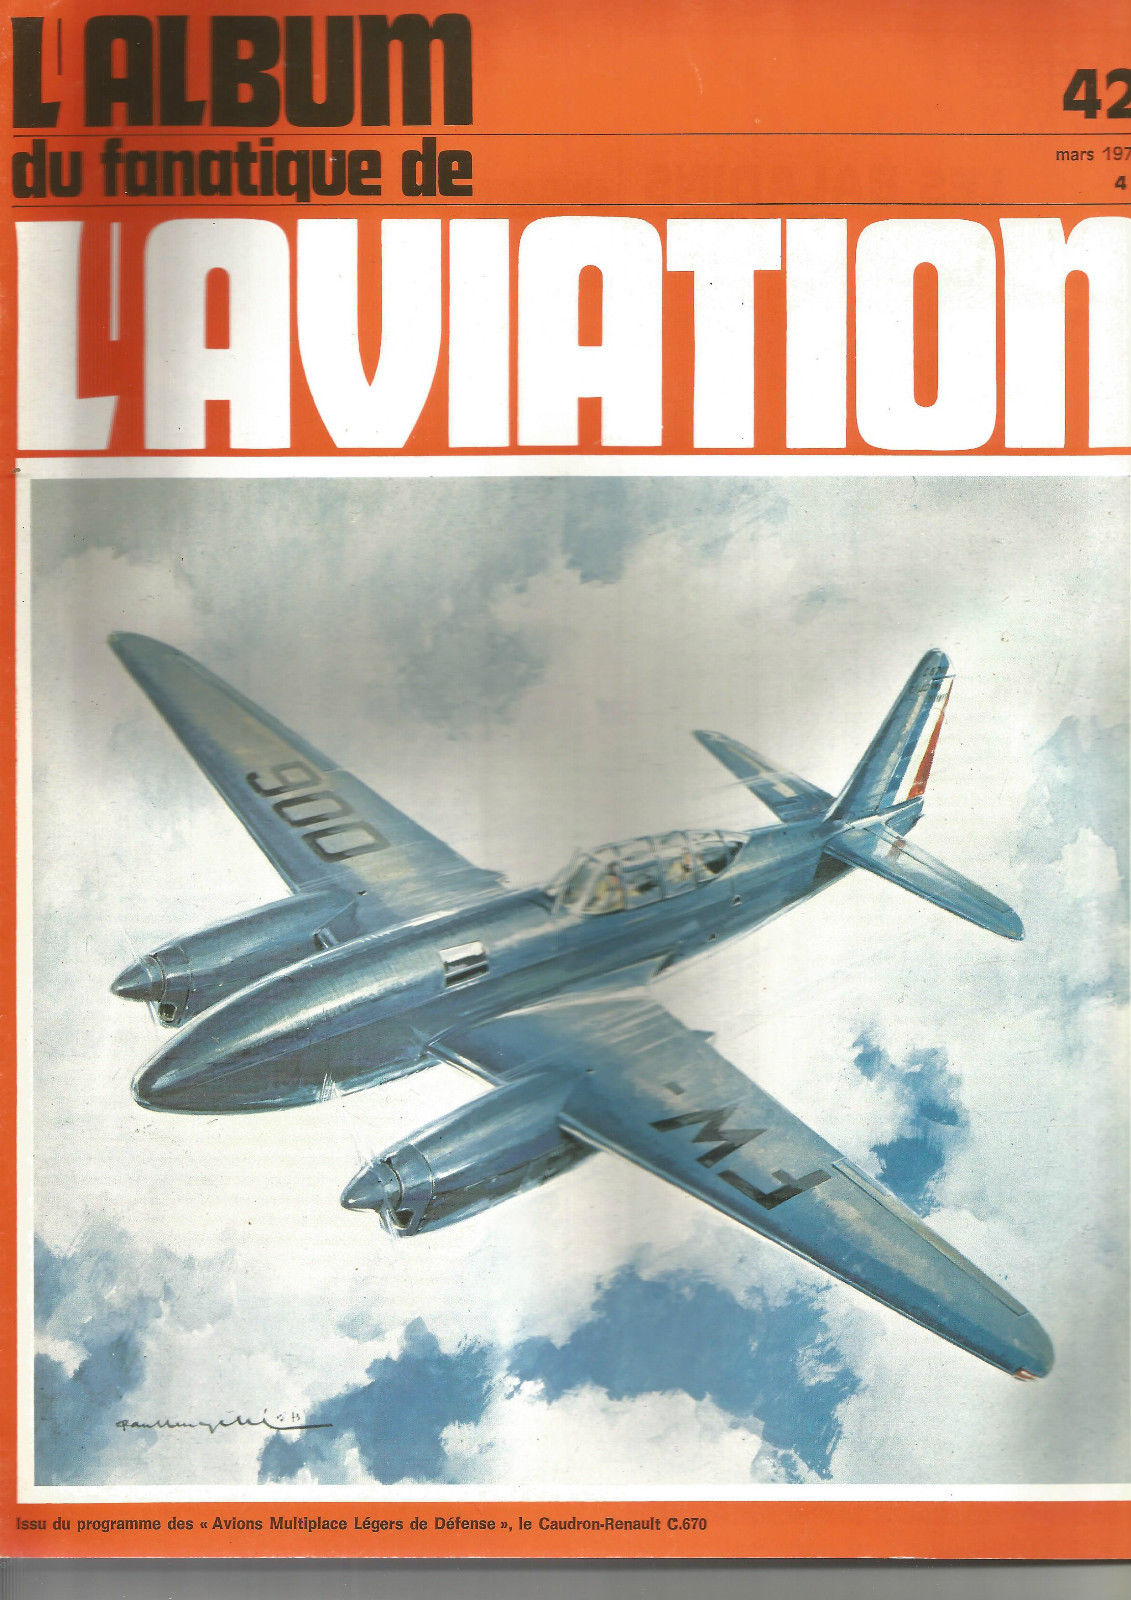 L'ALBUM
42
du fanatique de
mars 197
4
L'AVIATION
900
F M -
Issu du programme des « Avions Multiplace Légers de Défense », le Caudron-Renault C.670